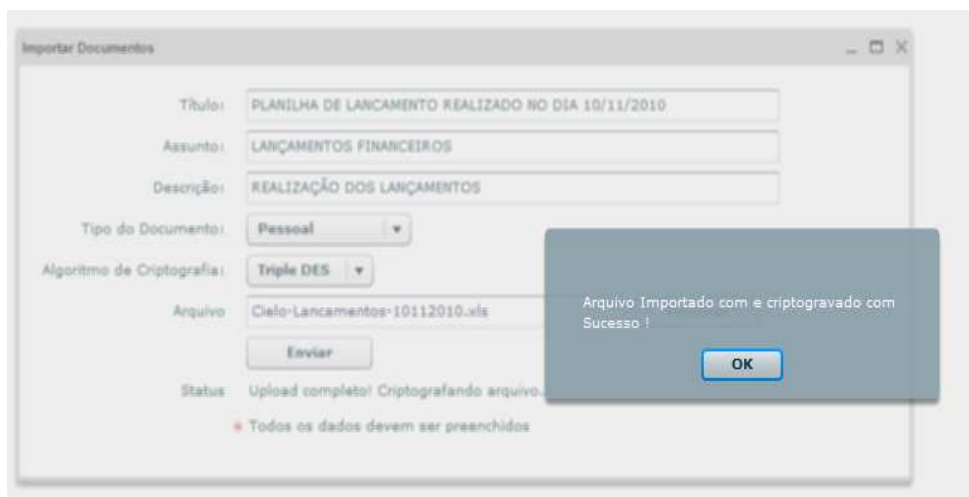 Importar Documentos
Título: PLANILHA DE LANCAMENTO REALIZADO NO DIA 10/11/2010
Assunto: LANÇAMENTOS FINANCEIROS
Descrição: REALIZAÇÃO DOS LANÇAMENTOS
Tipo do Documento: Pessoal
Algoritmo de Criptografia: Triple DES
Arquivo Cielo-Lancamentos-10112010.xls
Enviar
Status Upload completo! Criptografando arquivo.
* Todos os dados devem ser preenchidos
Arquivo Importado com e criptogravado com
Sucesso !
OK